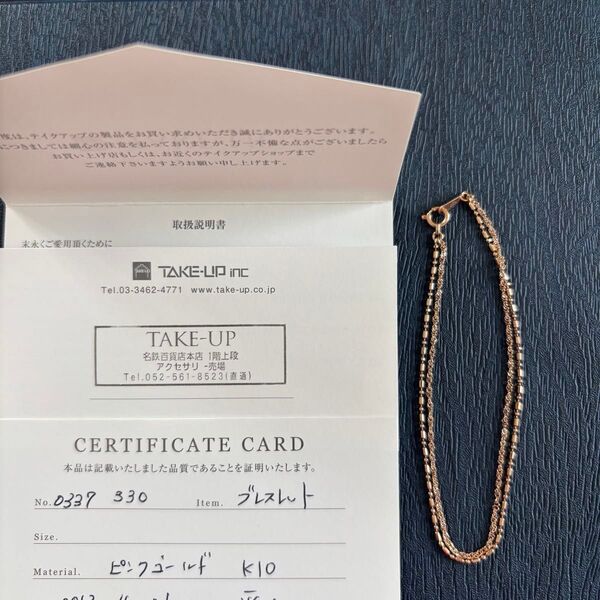 度は、テイクアップの製品をお買い求めいただき誠にありがとうございます。
につきましては細心の注意を払っておりますが、万一不備な点がございましたら
お買い上げ店もしくは、お近くのテイクアップショップまで
ご連絡下さいますようお願い申し上げます。
取扱説明書
末永くご愛用頂くために
TAKE-UP inc
Tel.03-3462-4771 www.take-up.co.jp
TAKE-UP
名鉄百貨店本店 1階上段
アクセサリー売場
Tel.052-561-8523(直通)
CERTIFICATE CARD
本品は記載いたしました品質であることを証明いたします。
No. 0337 330 Item. ブレスレット
Size.
Material. ピンクゴールド K10